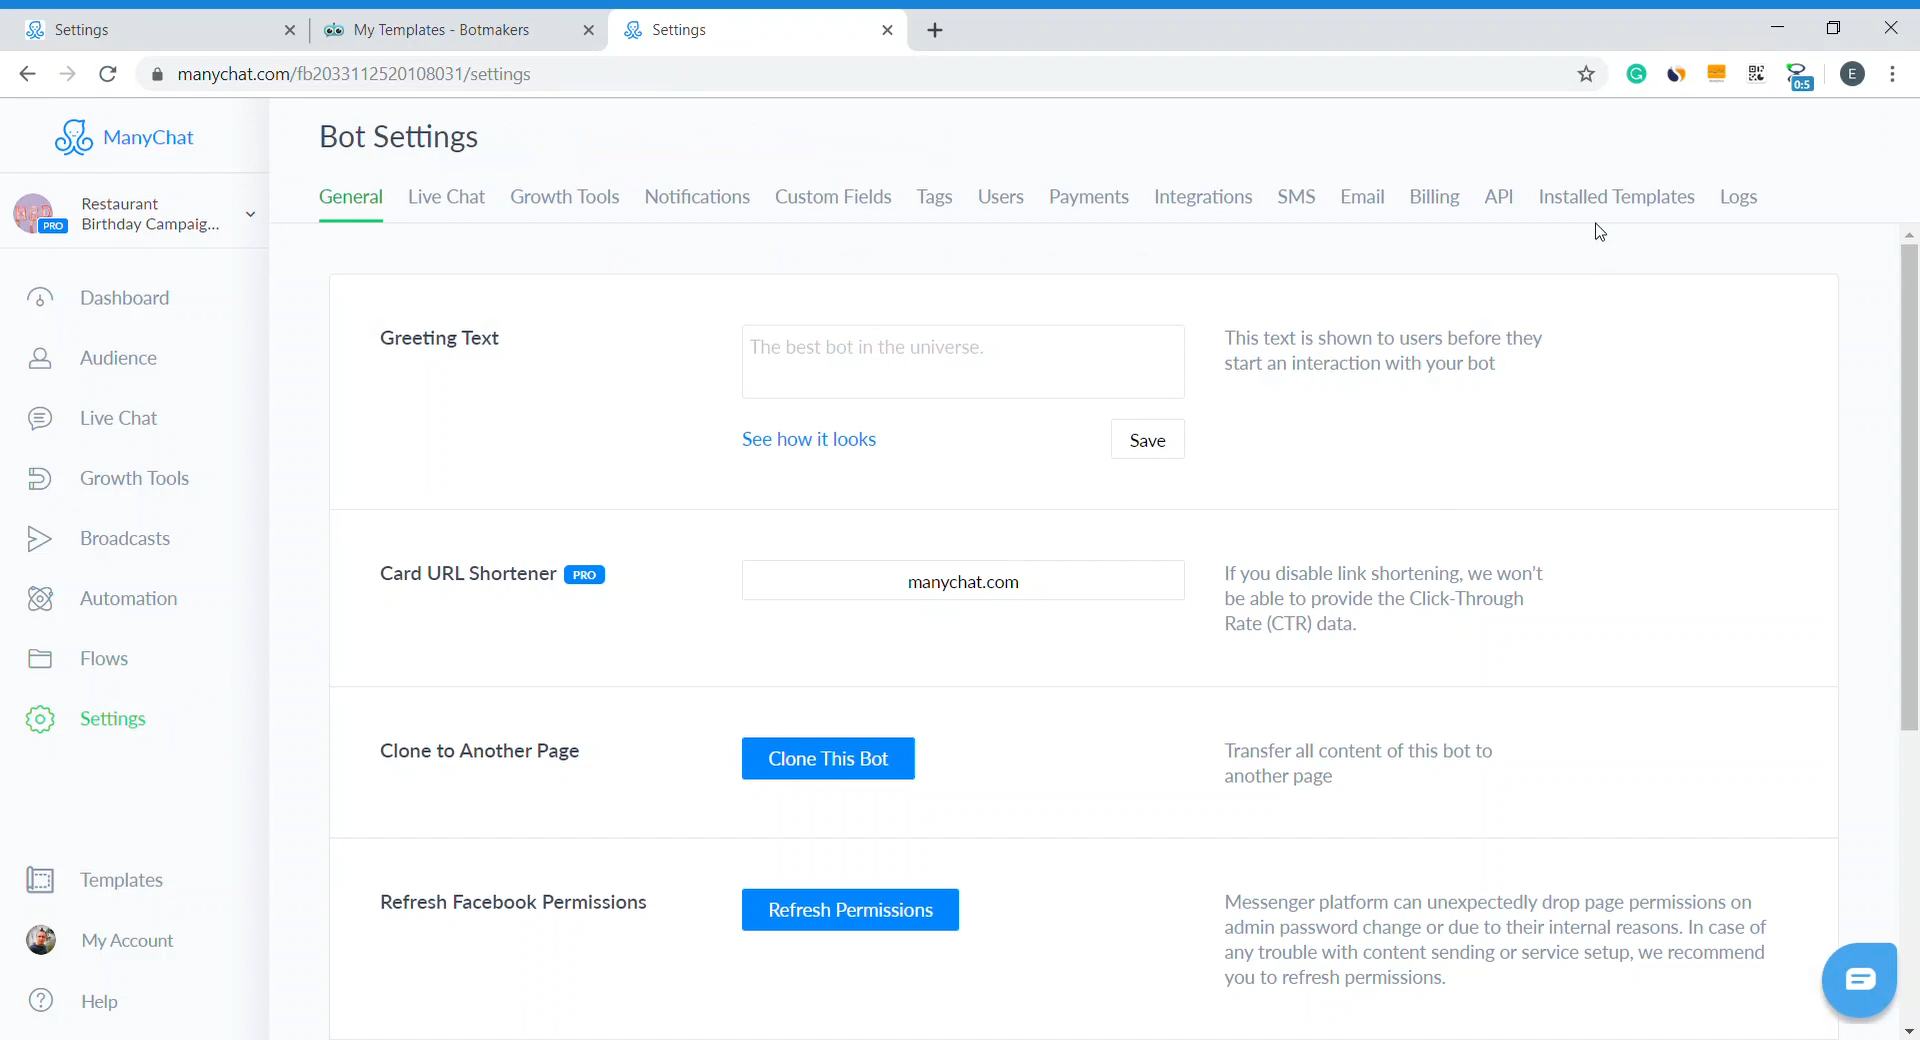 Settings
My Templates - Botmakers
Settings
manychat.com/fb2033112520108031/settings
0:5
E
ManyChat
Restaurant
Birthday Campaig...
PRO
Dashboard
Audience
Live Chat
Growth Tools
Broadcasts
Automation
Flows
Settings
Templates
My Account
Help
Bot Settings
General Live Chat Growth Tools Notifications Custom Fields Tags Users Payments Integrations SMS Email Billing API Installed Templates Logs
Greeting Text
The best bot in the universe.
This text is shown to users before they
start an interaction with your bot
See how it looks
Save
Card URL Shortener PRO
manychat.com
If you disable link shortening, we won't
be able to provide the Click-Through
Rate (CTR) data.
Clone to Another Page
Clone This Bot
Transfer all content of this bot to
another page
Refresh Facebook Permissions
Refresh Permissions
Messenger platform can unexpectedly drop page permissions on
admin password change or due to their internal reasons. In case of
any trouble with content sending or service setup, we recommend
you to refresh permissions.